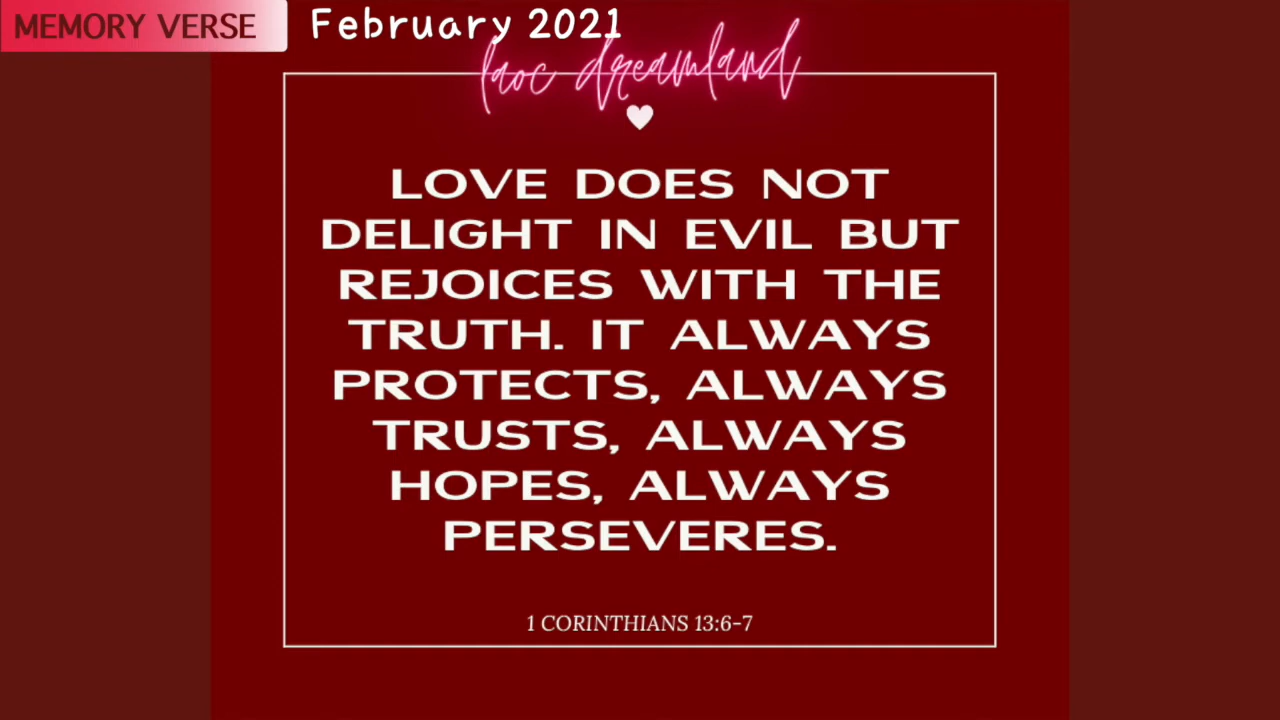 MEMORY VERSE
February 2021
laoc dreamland
LOVE DOES NOT
DELIGHT IN EVIL BUT
REJOICES WITH THE
TRUTH. IT ALWAYS
PROTECTS, ALWAYS
TRUSTS, ALWAYS
HOPES, ALWAYS
PERSEVERES.
1 CORINTHIANS 13:6-7